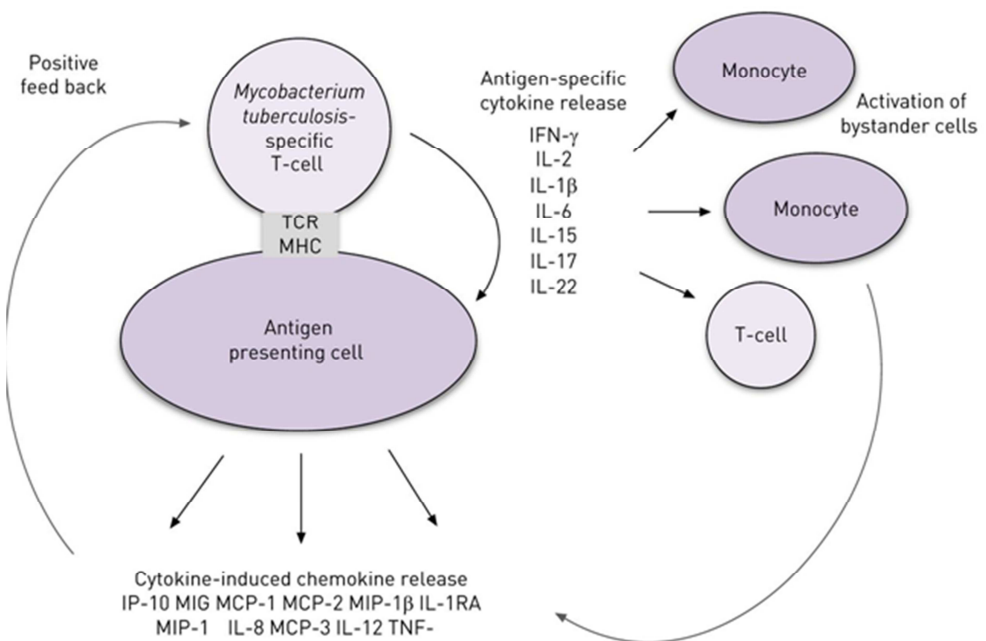 Positive
feed back
Mycobacterium
tuberculosis-
specific
T-cell
TCR
MHC
Antigen
presenting cell
Antigen-specific
cytokine release
IFN-γ
IL-2
IL-1β
IL-6
IL-15
IL-17
IL-22
Monocyte
Activation of
bystander cells
Monocyte
T-cell
Cytokine-induced chemokine release
IP-10 MIG MCP-1 MCP-2 MIP-1β IL-1RA
MIP-1 IL-8 MCP-3 IL-12 TNF-